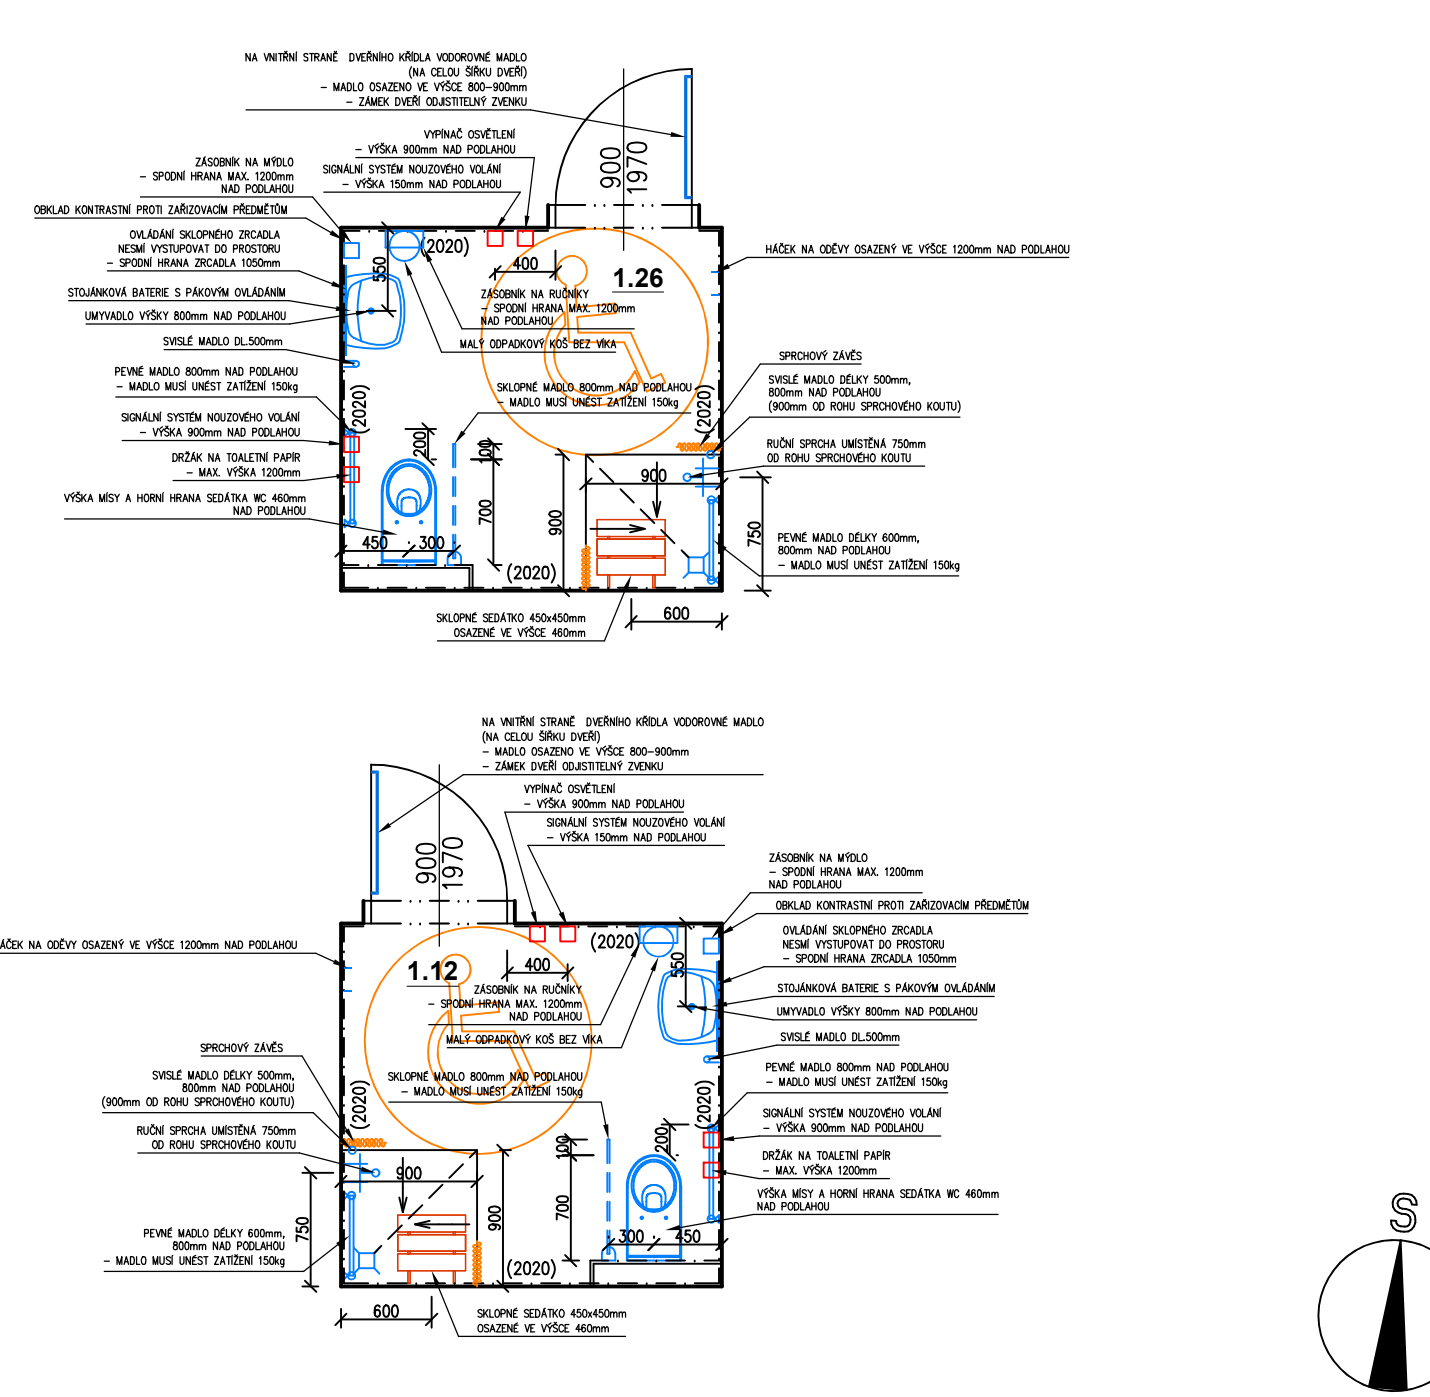 NA VNITŘNÍ STRANĚ DVEŘNÍHO KŘÍDLA VODOROVNÉ MADLO
(NA CELOU ŠÍŘKU DVEŘÍ)
– MADLO OSAZENO VE VÝŠCE 800–900mm
– ZÁMEK DVEŘÍ ODJISTITELNÝ ZVENKU
VYPÍNAČ OSVĚTLENÍ
– VÝŠKA 900mm NAD PODLAHOU
SIGNÁLNÍ SYSTÉM NOUZOVÉHO VOLÁNÍ
– VÝŠKA 150mm NAD PODLAHOU
ZÁSOBNÍK NA MÝDLO
– SPODNÍ HRANA MAX. 1200mm
NAD PODLAHOU
OBKLAD KONTRASTNÍ PROTI ZAŘIZOVACÍM PŘEDMĚTŮM
OVLÁDÁNÍ SKLOPNÉHO ZRCADLA
NESMÍ VYSTUPOVAT DO PROSTORU
– SPODNÍ HRANA ZRCADLA 1050mm
STOJÁNKOVÁ BATERIE S PÁKOVÝM OVLÁDÁNÍM
UMYVADLO VÝŠKY 800mm NAD PODLAHOU
SVISLÉ MADLO DL.500mm
PEVNÉ MADLO 800mm NAD PODLAHOU
– MADLO MUSÍ UNÉST ZATÍŽENÍ 150kg
SIGNÁLNÍ SYSTÉM NOUZOVÉHO VOLÁNÍ
– VÝŠKA 900mm NAD PODLAHOU
DRŽÁK NA TOALETNÍ PAPÍR
– MAX. VÝŠKA 1200mm
VÝŠKA MÍSY A HORNÍ HRANA SEDÁTKA WC 460mm
NAD PODLAHOU
900
1970
(2020)
550
400
1.26
ZÁSOBNÍK NA RUČNÍKY
– SPODNÍ HRANA MAX. 1200mm
NAD PODLAHOU
MALÝ ODPADKOVÝ KOŠ BEZ VÍKA
SKLOPNÉ MADLO 800mm NAD PODLAHOU
– MADLO MUSÍ UNÉST ZATÍŽENÍ 150kg
(2020)
(2020)
200
100
700
900
900
450
300
(2020)
750
600
SKLOPNÉ SEDÁTKO 450x450mm
OSAZENÉ VE VÝŠCE 460mm
HÁČEK NA ODĚVY OSAZENÝ VE VÝŠCE 1200mm NAD PODLAHOU
SPRCHOVÝ ZÁVĚS
SVISLÉ MADLO DÉLKY 500mm,
800mm NAD PODLAHOU
(900mm OD ROHU SPRCHOVÉHO KOUTU)
RUČNÍ SPRCHA UMÍSTĚNÁ 750mm
OD ROHU SPRCHOVÉHO KOUTU
PEVNÉ MADLO DÉLKY 600mm,
800mm NAD PODLAHOU
– MADLO MUSÍ UNÉST ZATÍŽENÍ 150kg
NA VNITŘNÍ STRANĚ DVEŘNÍHO KŘÍDLA VODOROVNÉ MADLO
(NA CELOU ŠÍŘKU DVEŘÍ)
– MADLO OSAZENO VE VÝŠCE 800–900mm
– ZÁMEK DVEŘÍ ODJISTITELNÝ ZVENKU
VYPÍNAČ OSVĚTLENÍ
– VÝŠKA 900mm NAD PODLAHOU
SIGNÁLNÍ SYSTÉM NOUZOVÉHO VOLÁNÍ
– VÝŠKA 150mm NAD PODLAHOU
900
1970
ÁČEK NA ODĚVY OSAZENÝ VE VÝŠCE 1200mm NAD PODLAHOU
SPRCHOVÝ ZÁVĚS
SVISLÉ MADLO DÉLKY 500mm,
800mm NAD PODLAHOU
(900mm OD ROHU SPRCHOVÉHO KOUTU)
RUČNÍ SPRCHA UMÍSTĚNÁ 750mm
OD ROHU SPRCHOVÉHO KOUTU
PEVNÉ MADLO DÉLKY 600mm,
800mm NAD PODLAHOU
– MADLO MUSÍ UNÉST ZATÍŽENÍ 150kg
1.12
(2020)
400
550
ZÁSOBNÍK NA RUČNÍKY
– SPODNÍ HRANA MAX. 1200mm
NAD PODLAHOU
MALÝ ODPADKOVÝ KOŠ BEZ VÍKA
SKLOPNÉ MADLO 800mm NAD PODLAHOU
– MADLO MUSÍ UNÉST ZATÍŽENÍ 150kg
(2020)
(2020)
200
100
700
900
900
750
300
450
(2020)
600
SKLOPNÉ SEDÁTKO 450x450mm
OSAZENÉ VE VÝŠCE 460mm
ZÁSOBNÍK NA MÝDLO
– SPODNÍ HRANA MAX. 1200mm
NAD PODLAHOU
OBKLAD KONTRASTNÍ PROTI ZAŘIZOVACÍM PŘEDMĚTŮM
OVLÁDÁNÍ SKLOPNÉHO ZRCADLA
NESMÍ VYSTUPOVAT DO PROSTORU
– SPODNÍ HRANA ZRCADLA 1050mm
STOJÁNKOVÁ BATERIE S PÁKOVÝM OVLÁDÁNÍM
UMYVADLO VÝŠKY 800mm NAD PODLAHOU
SVISLÉ MADLO DL.500mm
PEVNÉ MADLO 800mm NAD PODLAHOU
– MADLO MUSÍ UNÉST ZATÍŽENÍ 150kg
SIGNÁLNÍ SYSTÉM NOUZOVÉHO VOLÁNÍ
– VÝŠKA 900mm NAD PODLAHOU
DRŽÁK NA TOALETNÍ PAPÍR
– MAX. VÝŠKA 1200mm
VÝŠKA MÍSY A HORNÍ HRANA SEDÁTKA WC 460mm
NAD PODLAHOU
S